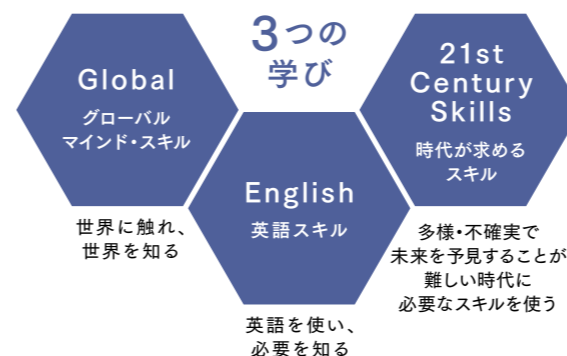 3つの
学び
Global
グローバル
マインド・スキル
世界に触れ、
世界を知る
English
英語スキル
英語を使い、
必要を知る
21st
Century
Skills
時代が求める
スキル
多様・不確実で
未来を予見することが
難しい時代に
必要なスキルを使う